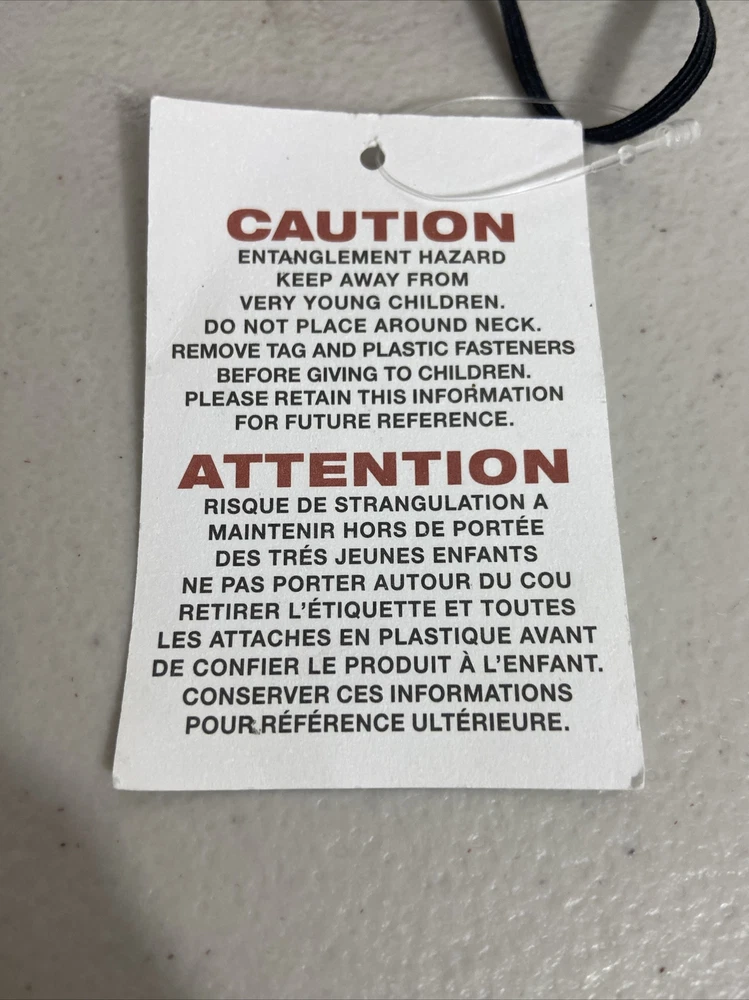 CAUTION
ENTANGLEMENT HAZARD
KEEP AWAY FROM
VERY YOUNG CHILDREN.
DO NOT PLACE AROUND NECK.
REMOVE TAG AND PLASTIC FASTENERS
BEFORE GIVING TO CHILDREN.
PLEASE RETAIN THIS INFORMATION
FOR FUTURE REFERENCE.
ATTENTION
RISQUE DE STRANGULATION A
MAINTENIR HORS DE PORTÉE
DES TRÉS JEUNES ENFANTS
NE PAS PORTER AUTOUR DU COU
RETIRER L'ÉTIQUETTE ET TOUTES
LES ATTACHES EN PLASTIQUE AVANT
DE CONFIER LE PRODUIT À L'ENFANT.
CONSERVER CES INFORMATIONS
POUR RÉFÉRENCE ULTÉRIEURE.